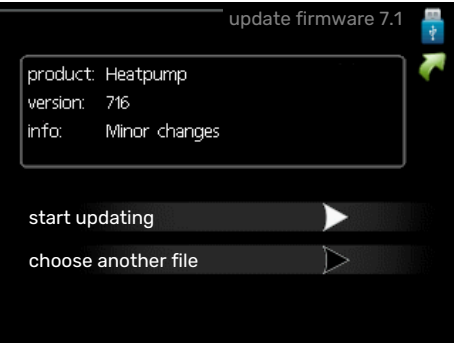 update firmware 7.1
product: Heatpump
version: 716
info: Minor changes
start updating
choose another file